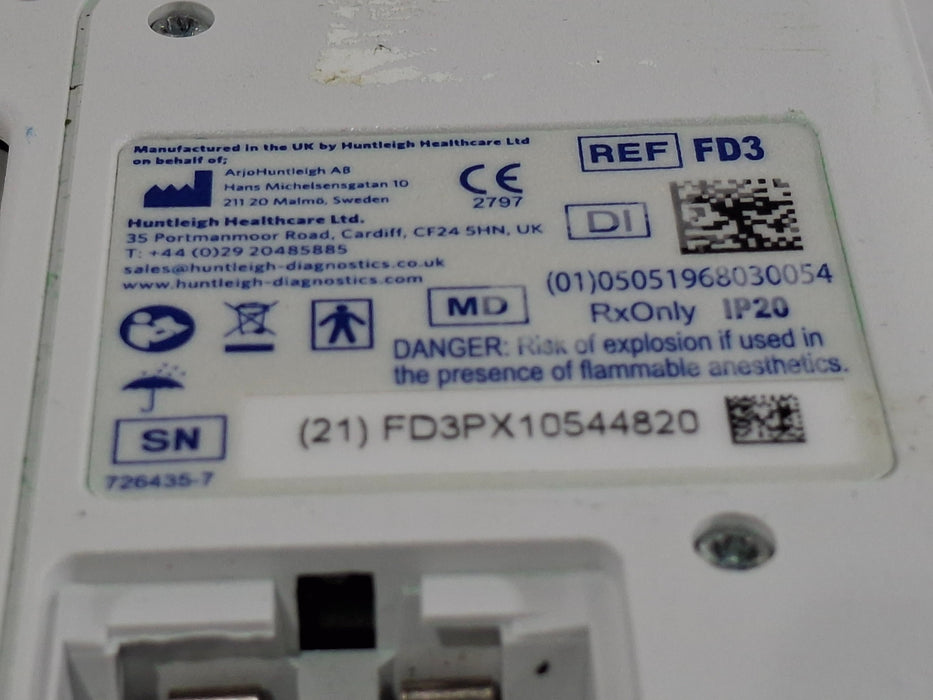 Manufactured in the UK by Huntleigh Healthcare Ltd
on behalf of;
ArjoHuntleigh AB
Hans Michelsensgatan 10
211 20 Malmö, Sweden
CE
2797
REF FD3
Huntleigh Healthcare Ltd.
35 Portmanmoor Road, Cardiff, CF24 5HN, UK
T: +44 (0)29 20485885
sales@huntleigh-diagnostics.co.uk
www.huntleigh-diagnostics.com
DI
(01)05051968030054
MD
RxOnly IP20
DANGER: Risk of explosion if used in
the presence of flammable anesthetics.
SN
(21) FD3PX10544820
726435-7